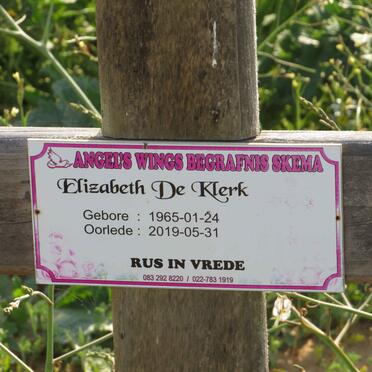 ANGEL'S WINGS BEGRAFNIS SKEMA
Elizabeth De Klerk
Gebore : 1965-01-24
Oorlede : 2019-05-31
RUS IN VREDE
083 292 8220 / 022-783 1919